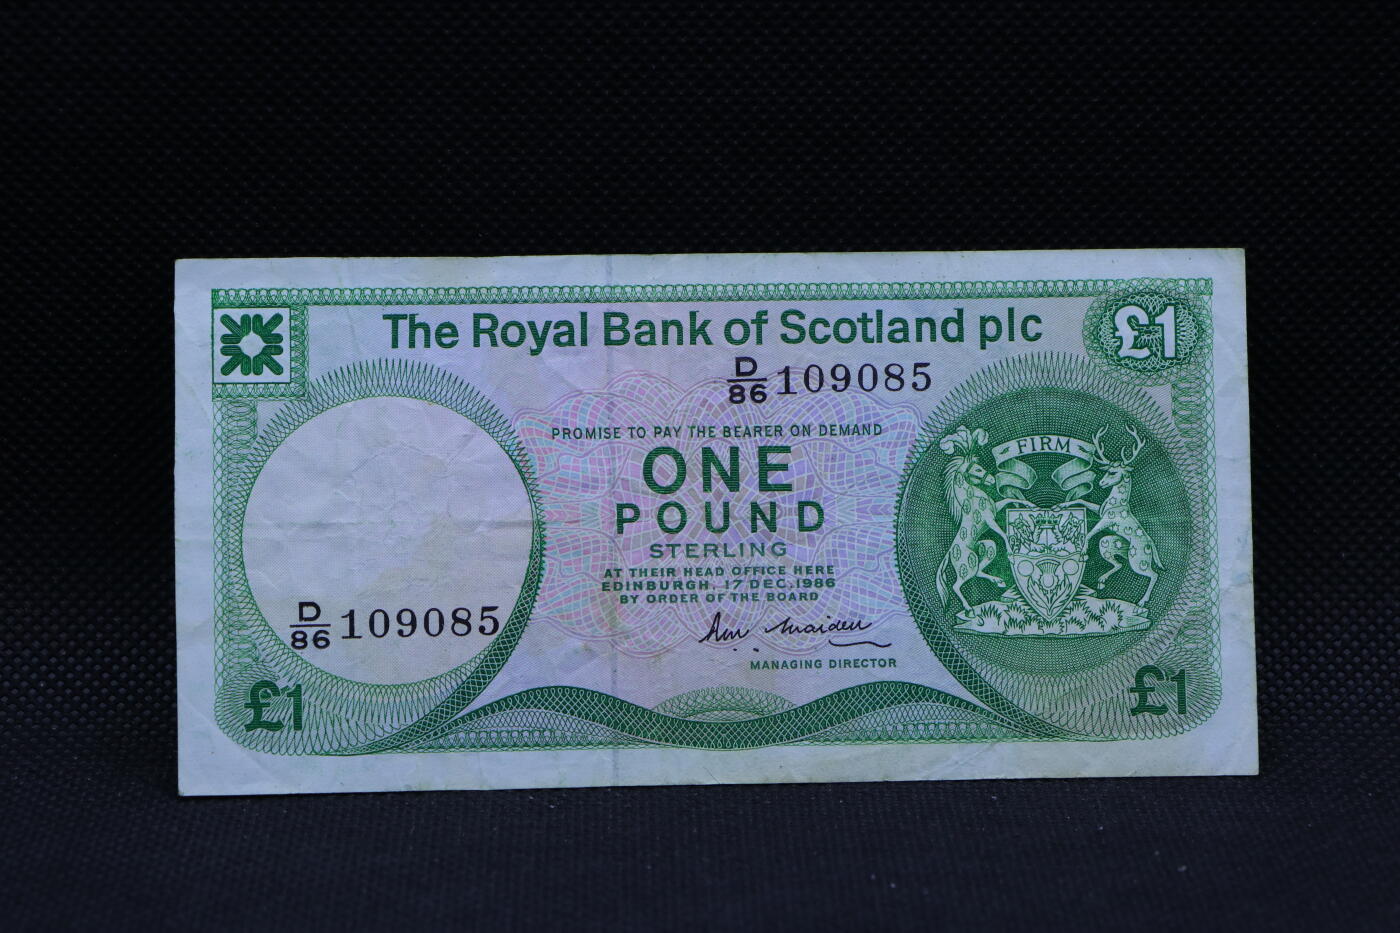 The Royal Bank of Scotland plc
£1
D/86 109085
PROMISE TO PAY THE BEARER ON DEMAND
ONE
POUND
STERLING
AT THEIR HEAD OFFICE HERE
EDINBURGH, 17 DEC, 1986
BY ORDER OF THE BOARD
MANAGING DIRECTOR
FIRM
D/86 109085
£1
£1